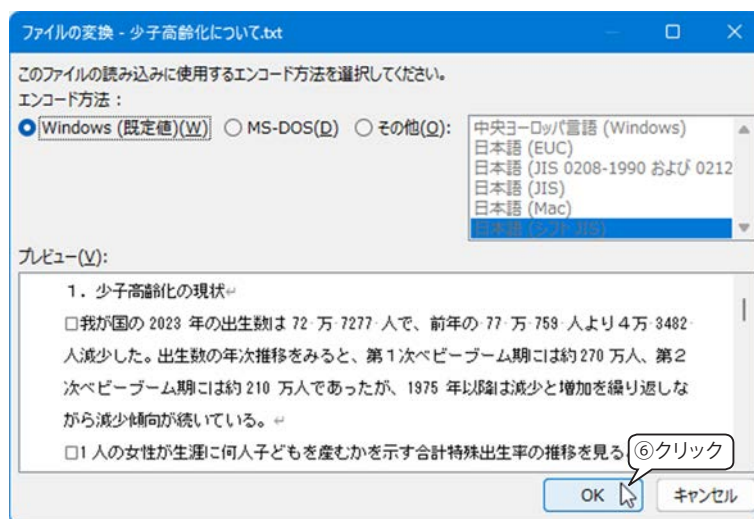 ファイルの変換 - 少子高齢化について.txt
このファイルの読み込みに使用するエンコード方法を選択してください。
エンコード方法：
Windows (既定値)(W) MS-DOS(D) その他(O):
中央ヨーロッパ言語 (Windows)
日本語 (EUC)
日本語 (JIS 0208-1990 および 0212
日本語 (JIS)
日本語 (Mac)
日本語 (シフト JIS)
プレビュー(V):
１．少子高齢化の現状↵
□我が国の 2023 年の出生数は 72 万 7277 人で、前年の 77 万 759 人より４万 3482
人減少した。出生数の年次推移をみると、第１次ベビーブーム期には約 270 万人、第２
次ベビーブーム期には約 210 万人であったが、1975 年以降は減少と増加を繰り返しな
がら減少傾向が続いている。↵
□1 人の女性が生涯に何人子どもを産むかを示す合計特殊出生率の推移を見る
⑥クリック
OK キャンセル